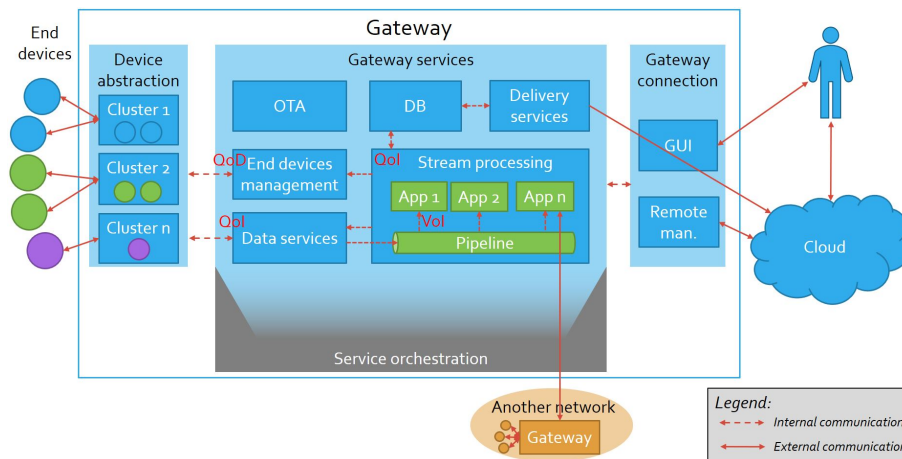 Gateway
End
devices
Device
abstraction
Cluster 1
Cluster 2
Cluster n
Gateway services
OTA
DB
Delivery
services
QoD
End devices
management
QoI
Stream processing
App 1
App 2
App n
QoI
Data services
VoI
Pipeline
Service orchestration
Gateway
connection
GUI
Remote
man.
Cloud
Another network
Gateway
Legend:
Internal communication
External communication